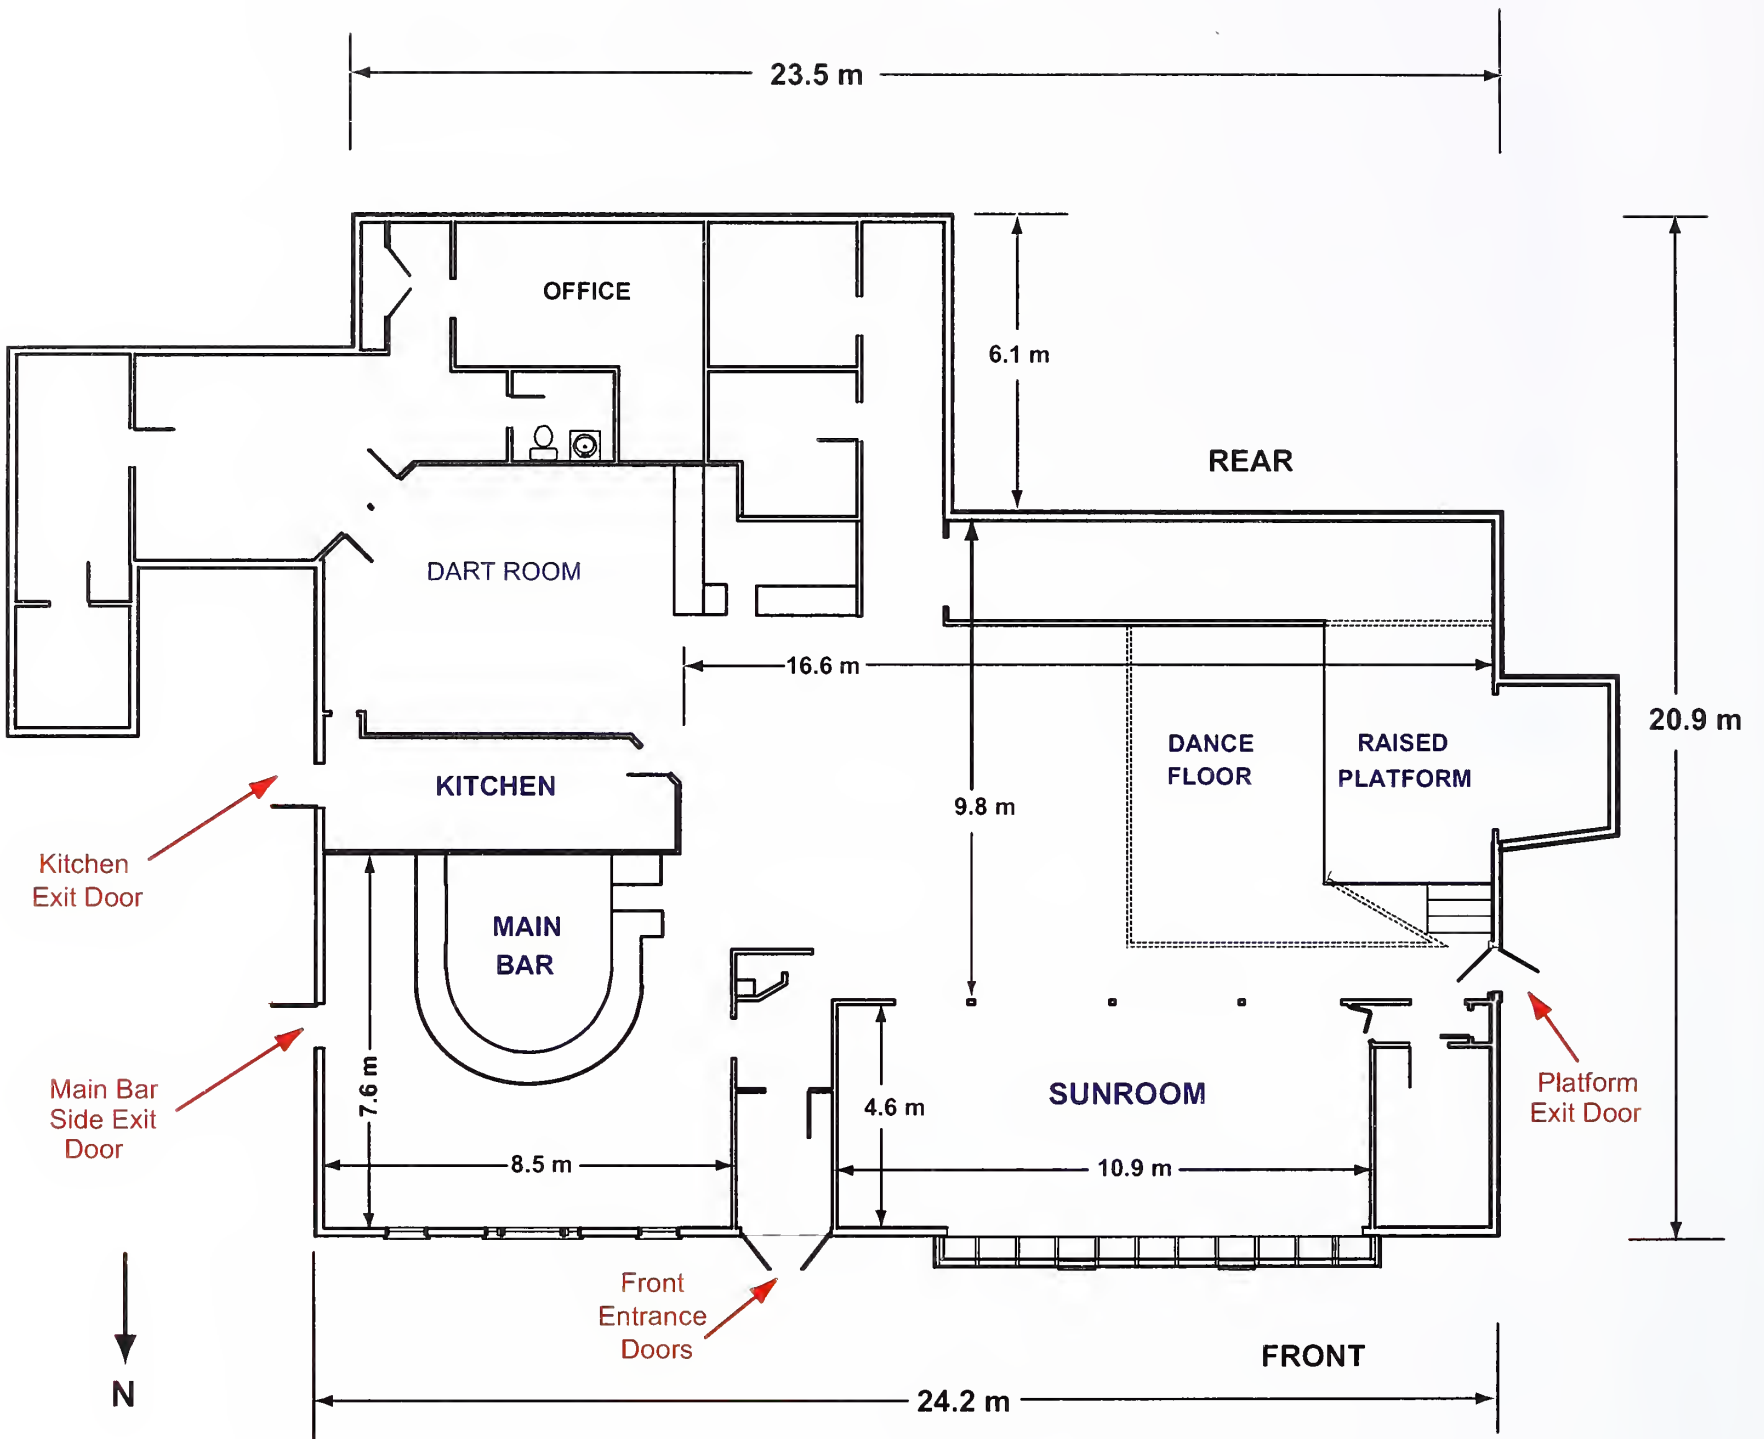 23.5 m
OFFICE
6.1 m
REAR
DART ROOM
16.6 m
20.9 m
DANCE
FLOOR
RAISED
PLATFORM
KITCHEN
9.8 m
Kitchen
Exit Door
MAIN
BAR
7.6 m
Main Bar
Side Exit
Door
SUNROOM
4.6 m
Platform
Exit Door
8.5 m
10.9 m
Front
Entrance
Doors
FRONT
N
24.2 m